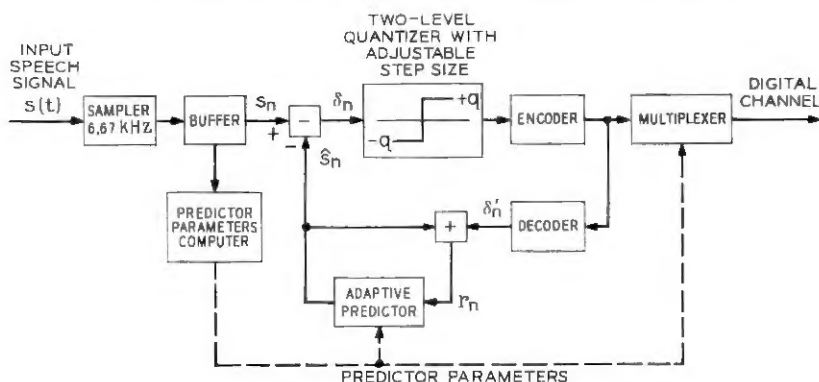 TWO-LEVEL
QUANTIZER WITH
ADJUSTABLE
STEP SIZE
INPUT
SPEECH
SIGNAL
s(t)
SAMPLER
6,67 kHz
BUFFER
sₙ
+
−
−
ŝₙ
δₙ
+q
−q
ENCODER
MULTIPLEXER
DIGITAL
CHANNEL
PREDICTOR
PARAMETERS
COMPUTER
+
δ′ₙ
DECODER
ADAPTIVE
PREDICTOR
rₙ
PREDICTOR PARAMETERS